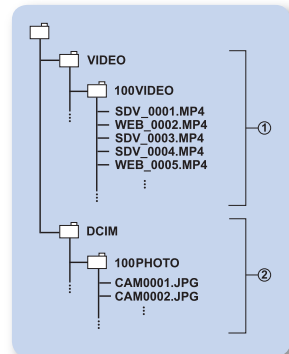 VIDEO
100VIDEO
SDV_0001.MP4
WEB_0002.MP4
SDV_0003.MP4
SDV_0004.MP4
WEB_0005.MP4
①
DCIM
100PHOTO
②
CAM0001.JPG
CAM0002.JPG